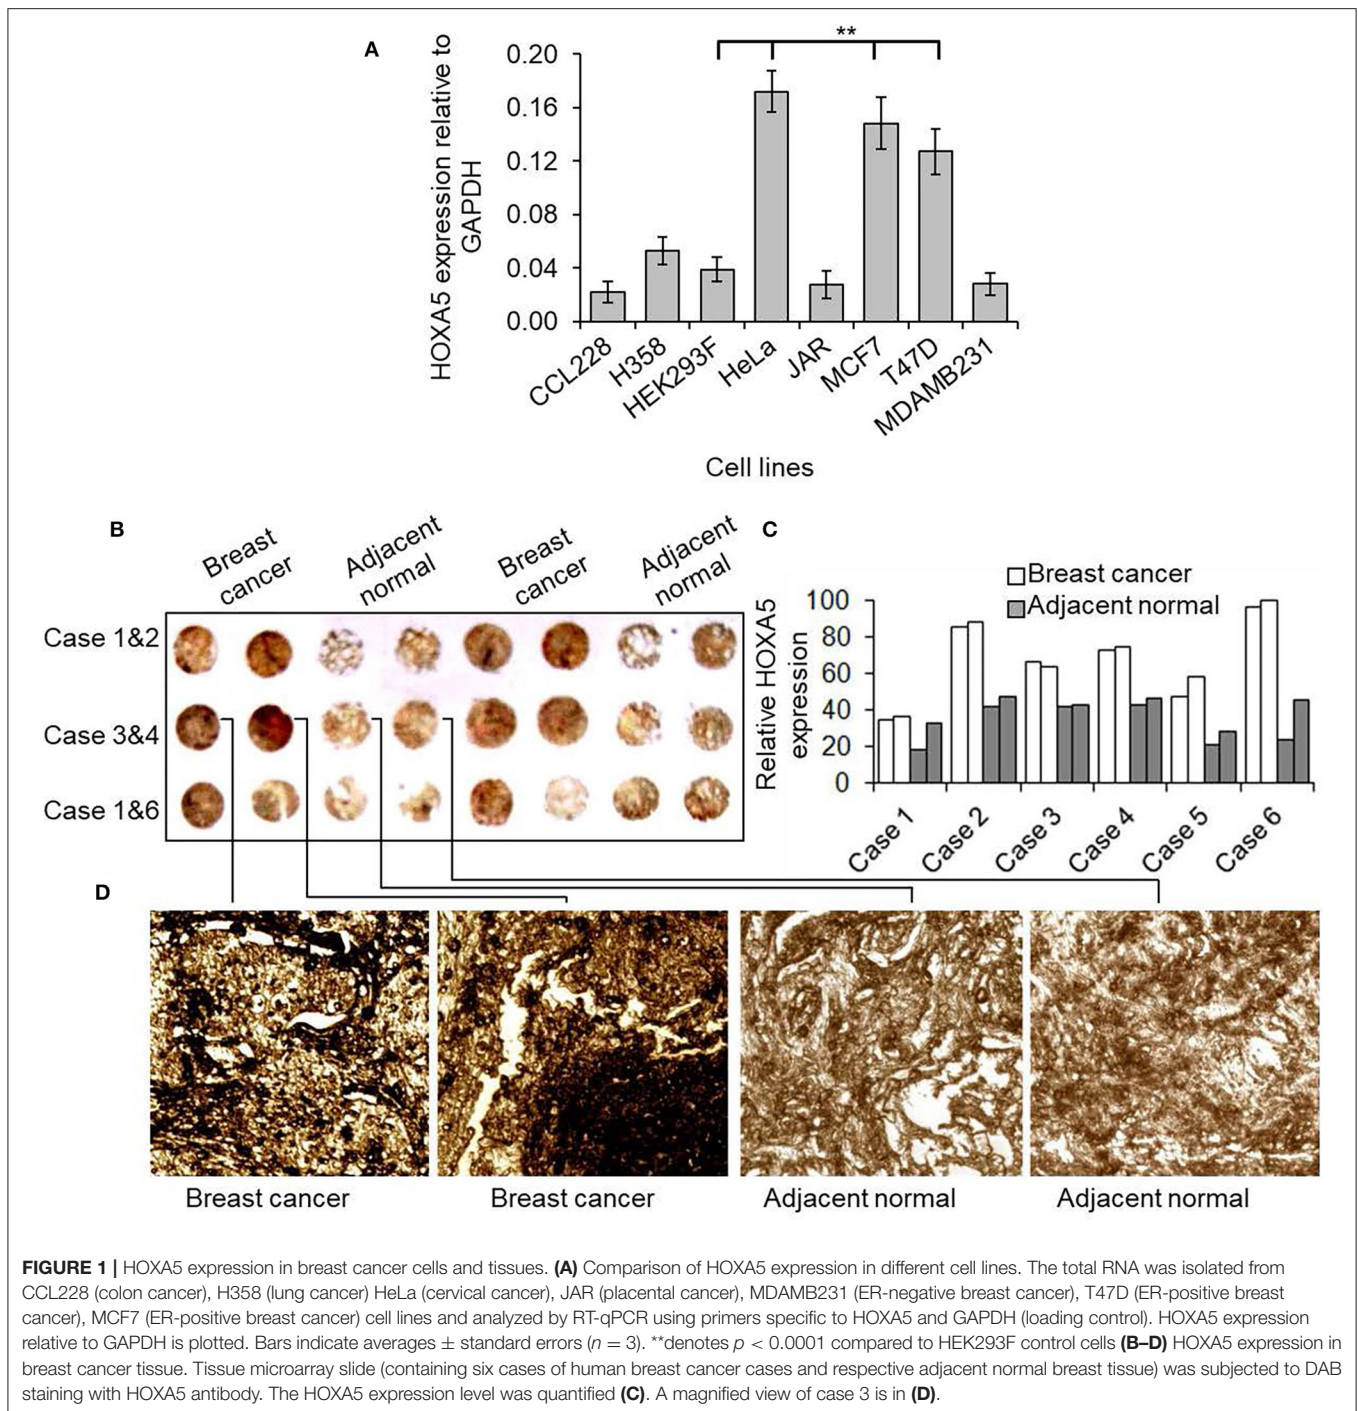 A
**
HOXA5 expression relative to
GAPDH
0.20
0.16
0.12
0.08
0.04
0.00
CCL228
H358
HEK293F
HeLa
JAR
MCF7
T47D
MDAMB231
Cell lines
B
Breast
cancer
Adjacent
normal
Breast
cancer
Adjacent
normal
Case 1&2
Case 3&4
Case 1&6
C
Breast cancer
Adjacent normal
Relative HOXA5
expression
100
80
60
40
20
0
Case 1
Case 2
Case 3
Case 4
Case 5
Case 6
D
Breast cancer
Breast cancer
Adjacent normal
Adjacent normal
FIGURE 1 | HOXA5 expression in breast cancer cells and tissues. (A) Comparison of HOXA5 expression in different cell lines. The total RNA was isolated from
CCL228 (colon cancer), H358 (lung cancer) HeLa (cervical cancer), JAR (placental cancer), MDAMB231 (ER-negative breast cancer), T47D (ER-positive breast
cancer), MCF7 (ER-positive breast cancer) cell lines and analyzed by RT-qPCR using primers specific to HOXA5 and GAPDH (loading control). HOXA5 expression
relative to GAPDH is plotted. Bars indicate averages ± standard errors (n = 3). **denotes p < 0.0001 compared to HEK293F control cells (B–D) HOXA5 expression in
breast cancer tissue. Tissue microarray slide (containing six cases of human breast cancer cases and respective adjacent normal breast tissue) was subjected to DAB
staining with HOXA5 antibody. The HOXA5 expression level was quantified (C). A magnified view of case 3 is in (D).